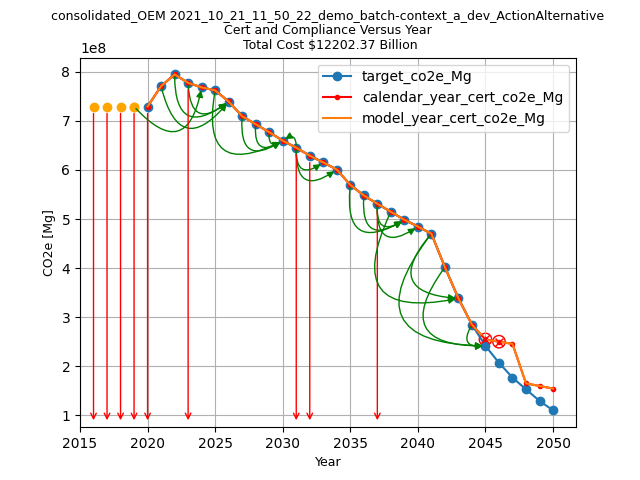 consolidated_OEM 2021_10_21_11_50_22_demo_batch-context_a_dev_ActionAlternative
Cert and Compliance Versus Year
Total Cost $12202.37 Billion
1e8
target_co2e_Mg
calendar_year_cert_co2e_Mg
model_year_cert_co2e_Mg
8
7
6
5
4
3
2
1
CO2e [Mg]
2015 2020 2025 2030 2035 2040 2045 2050
Year